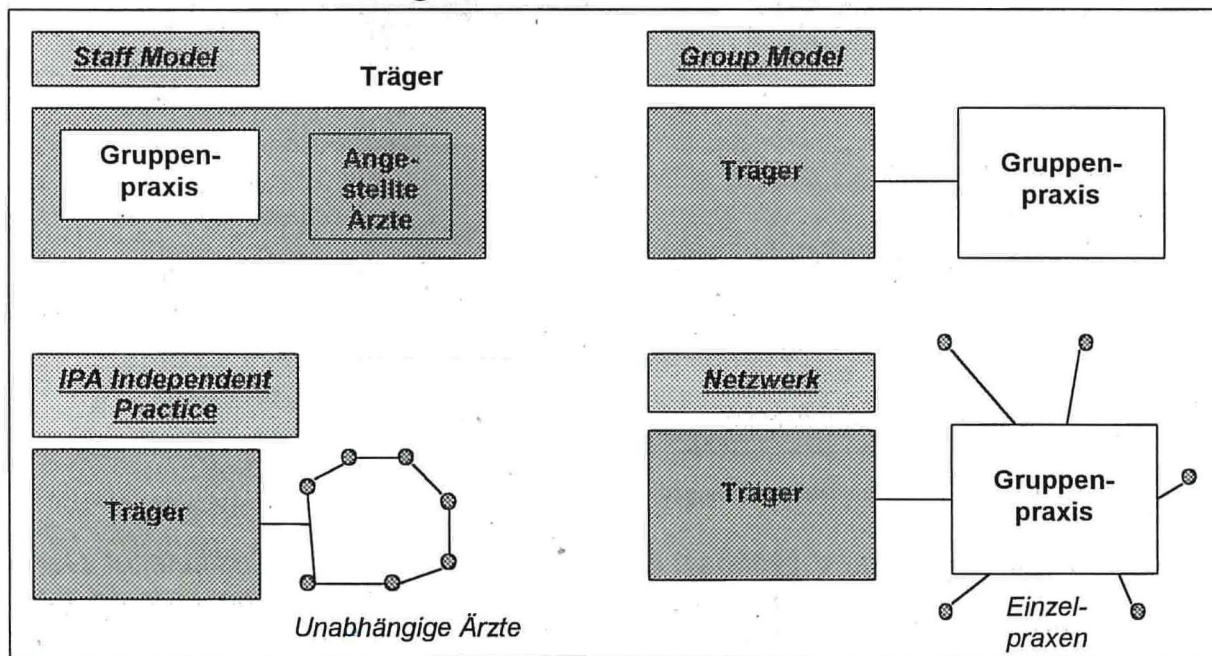 Staff Model
Träger
Gruppen-
praxis
Ange-
stellte
Ärzte
Group Model
Träger
Gruppen-
praxis
IPA Independent
Practice
Träger
Unabhängige Ärzte
Netzwerk
Träger
Gruppen-
praxis
Einzel-
praxen